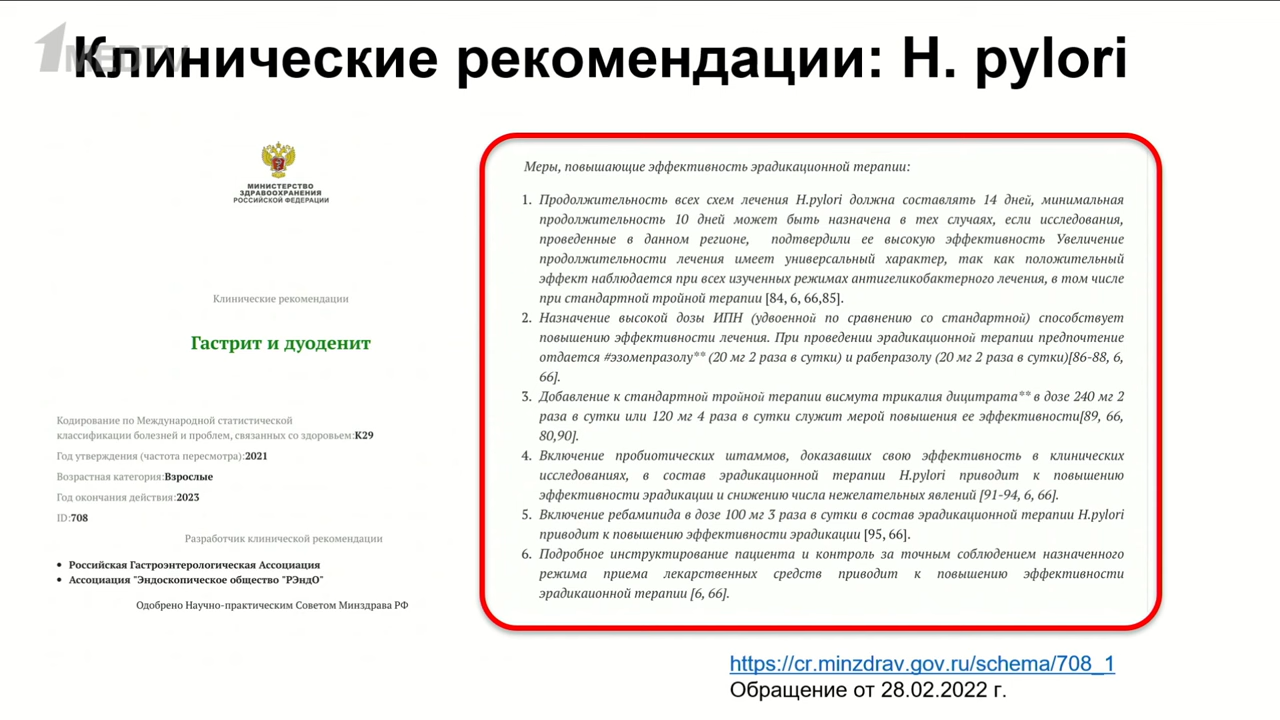 1MEDTV
Клинические рекомендации: H. pylori
МИНИСТЕРСТВО
ЗДРАВООХРАНЕНИЯ
РОССИЙСКОЙ ФЕДЕРАЦИИ
Клинические рекомендации
Гастрит и дуоденит
Кодирование по Международной статистической
классификации болезней и проблем, связанных со здоровьем:K29
Год утверждения (частота пересмотра):2021
Возрастная категория:Взрослые
Год окончания действия:2023
ID:708
Разработчик клинической рекомендации
• Российская Гастроэнтерологическая Ассоциация
• Ассоциация "Эндоскопическое общество "РЭндО"
Одобрено Научно-практическим Советом Минздрава РФ
Меры, повышающие эффективность эрадикационной терапии:
1. Продолжительность всех схем лечения H.pylori должна составлять 14 дней, минимальная
продолжительность 10 дней может быть назначена в тех случаях, если исследования,
проведенные в данном регионе, подтвердили ее высокую эффективность Увеличение
продолжительности лечения имеет универсальный характер, так как положительный
эффект наблюдается при всех изученных режимах антигеликобактерного лечения, в том числе
при стандартной тройной терапии [84, 6, 66,85].
2. Назначение высокой дозы ИПН (удвоенной по сравнению со стандартной) способствует
повышению эффективности лечения. При проведении эрадикационной терапии предпочтение
отдается #эзомепразолу** (20 мг 2 раза в сутки) и рабепразолу (20 мг 2 раза в сутки)[86-88, 6,
66].
3. Добавление к стандартной тройной терапии висмута трикалия дицитрата** в дозе 240 мг 2
раза в сутки или 120 мг 4 раза в сутки служит мерой повышения ее эффективности[89, 66,
80,90].
4. Включение пробиотических штаммов, доказавших свою эффективность в клинических
исследованиях, в состав эрадикационной терапии H.pylori приводит к повышению
эффективности эрадикации и снижению числа нежелательных явлений [91-94, 6, 66].
5. Включение ребамипида в дозе 100 мг 3 раза в сутки в состав эрадикационной терапии H.pylori
приводит к повышению эффективности эрадикации [95, 66].
6. Подробное инструктирование пациента и контроль за точным соблюдением назначенного
режима приема лекарственных средств приводит к повышению эффективности
эрадикаионной терапии [6, 66].
https://cr.minzdrav.gov.ru/schema/708_1
Обращение от 28.02.2022 г.